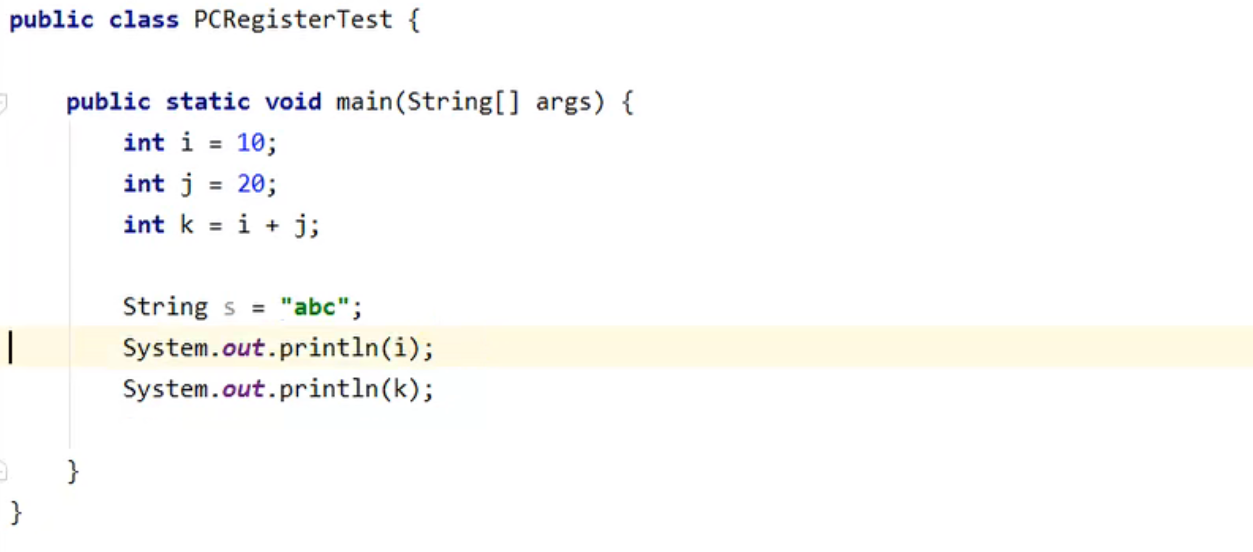 public class PCRegisterTest {
public static void main(String[] args) {
int i = 10;
int j = 20;
int k = i + j;
String s = "abc";
System.out.println(i);
System.out.println(k);
}
}